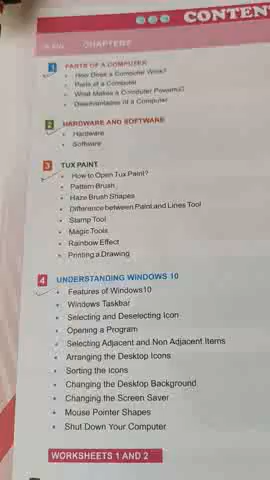 CONTEN
CHAPTERS
1 PARTS OF A COMPUTER
• How Does a Computer Work?
• Parts of a Computer
• What Makes a Computer Powerful?
• Disadvantages of a Computer
2 HARDWARE AND SOFTWARE
• Hardware
• Software
3 TUX PAINT
• How to Open Tux Paint?
• Pattern Brush
• Haze Brush Shapes
• Difference between Paint and Lines Tool
• Stamp Tool
• Magic Tools
• Rainbow Effect
• Printing a Drawing
4 UNDERSTANDING WINDOWS 10
• Features of Windows10
• Windows Taskbar
• Selecting and Deselecting Icon
• Opening a Program
• Selecting Adjacent and Non Adjacent Items
• Arranging the Desktop Icons
• Sorting the Icons
• Changing the Desktop Background
• Changing the Screen Saver
• Mouse Pointer Shapes
• Shut Down Your Computer
WORKSHEETS 1 AND 2